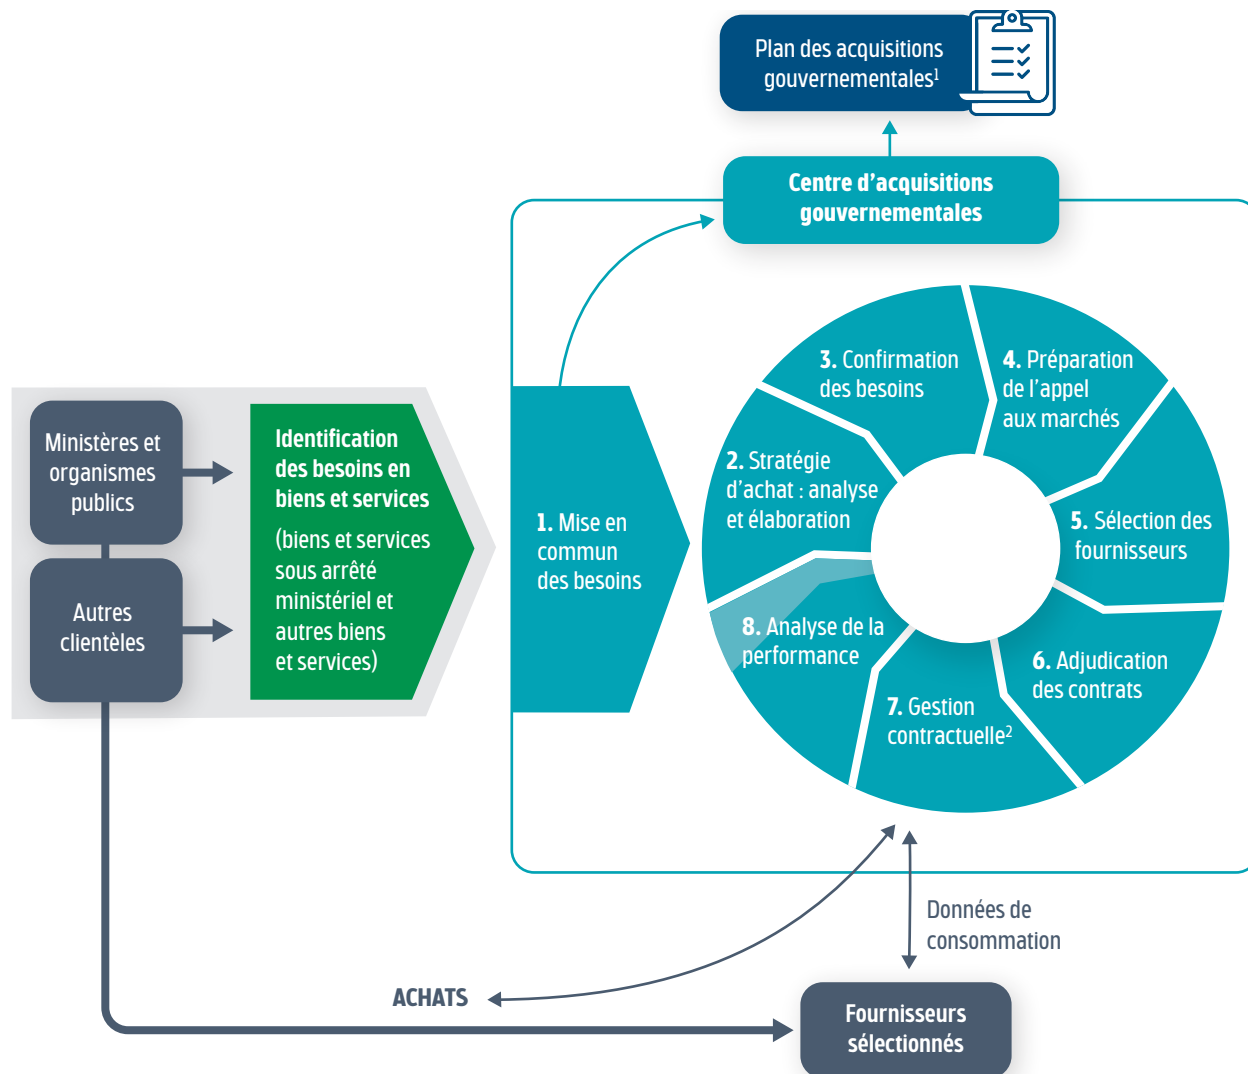 Plan des acquisitions
gouvernementales¹
Centre d’acquisitions
gouvernementales
Ministères et
organismes
publics
Autres
clientèles
Identification
des besoins en
biens et services
(biens et services
sous arrêté
ministériel et
autres biens
et services)
1. Mise en
commun
des besoins
2. Stratégie
d’achat : analyse
et élaboration
3. Confirmation
des besoins
4. Préparation
de l’appel
aux marchés
5. Sélection des
fournisseurs
6. Adjudication
des contrats
7. Gestion
contractuelle²
8. Analyse de la
performance
Données de
consommation
ACHATS
Fournisseurs
sélectionnés